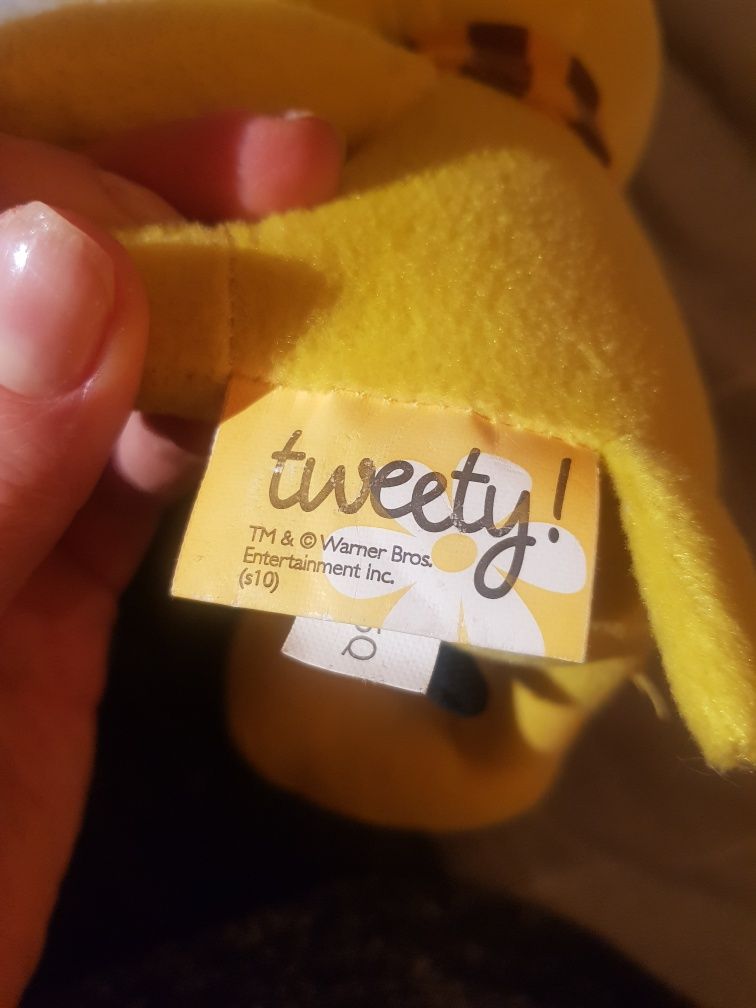 tweety!
TM & © Warner Bros.
Entertainment Inc.
(s10)